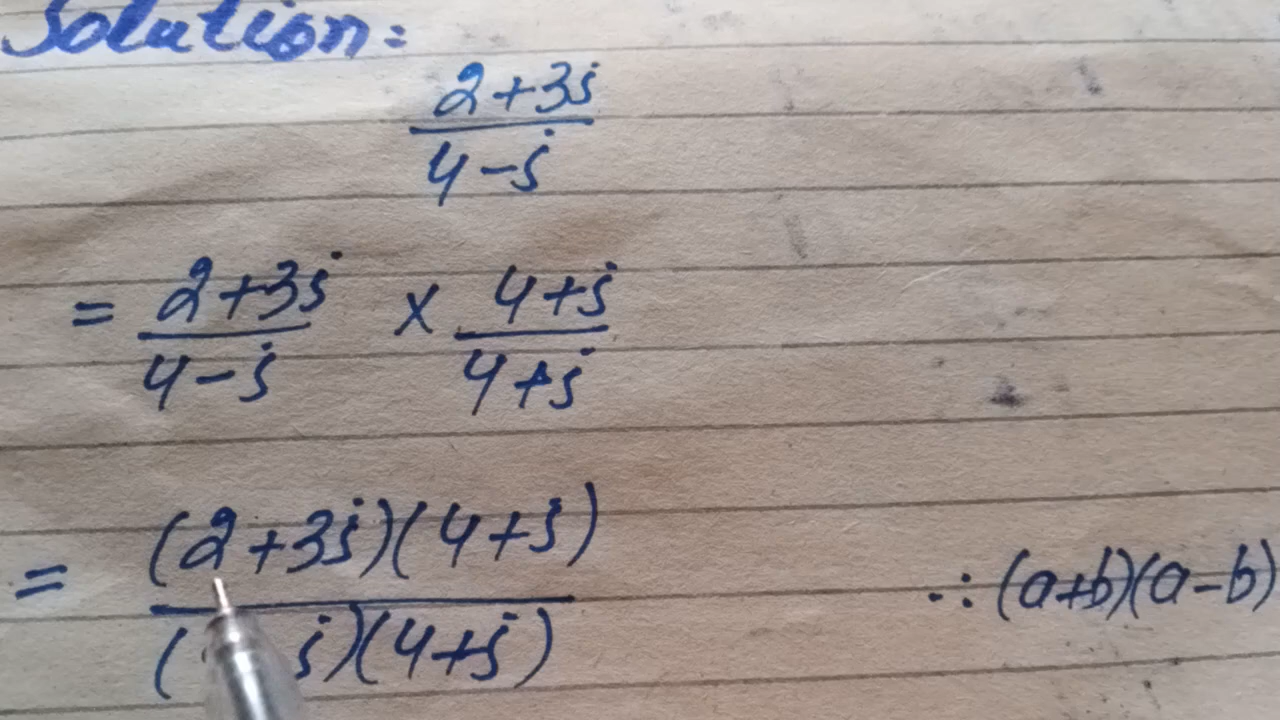 Solution:
2+3i
4-i
= 2+3i × 4+i
4-i 4+i
= (2+3i)(4+i)
( i)(4+i) ∴ (a+b)(a-b)